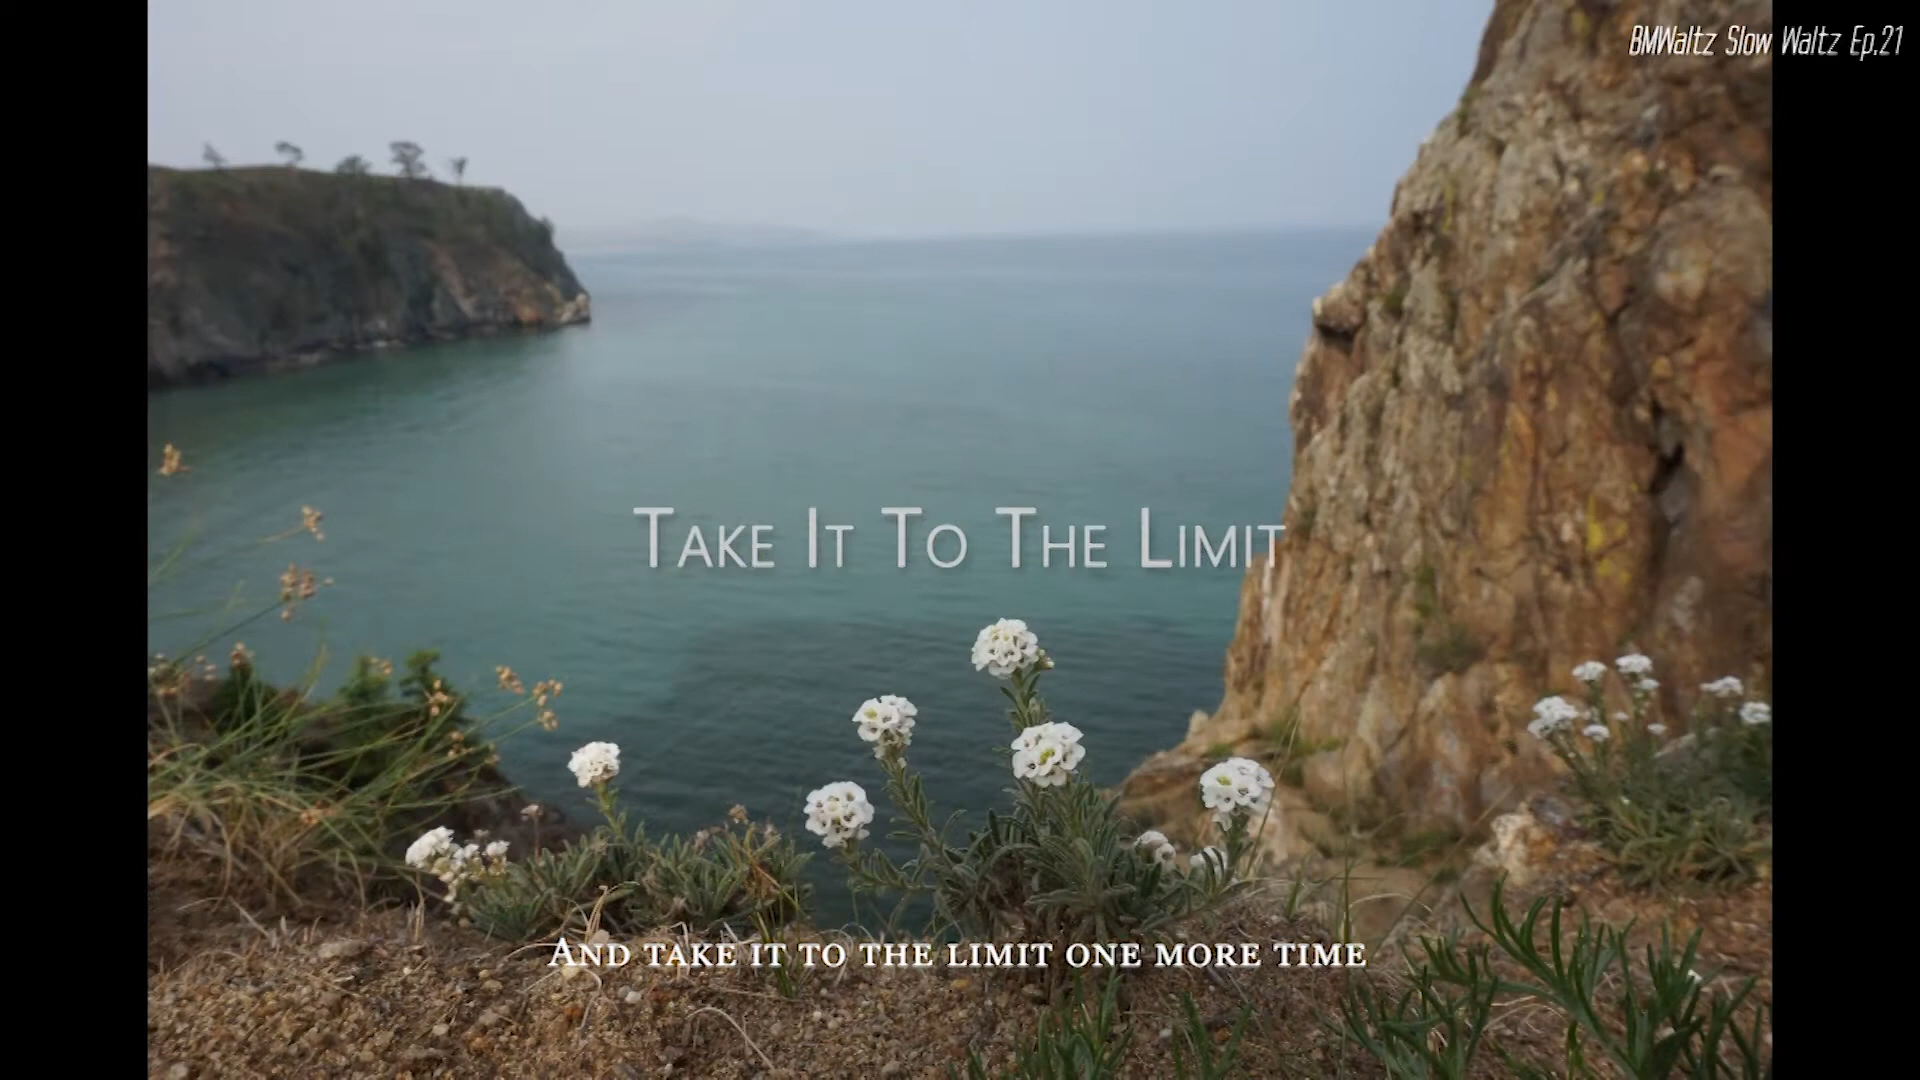 BMWaltz Slow Waltz Ep.21
Take It To The Limit
And take it to the limit one more time